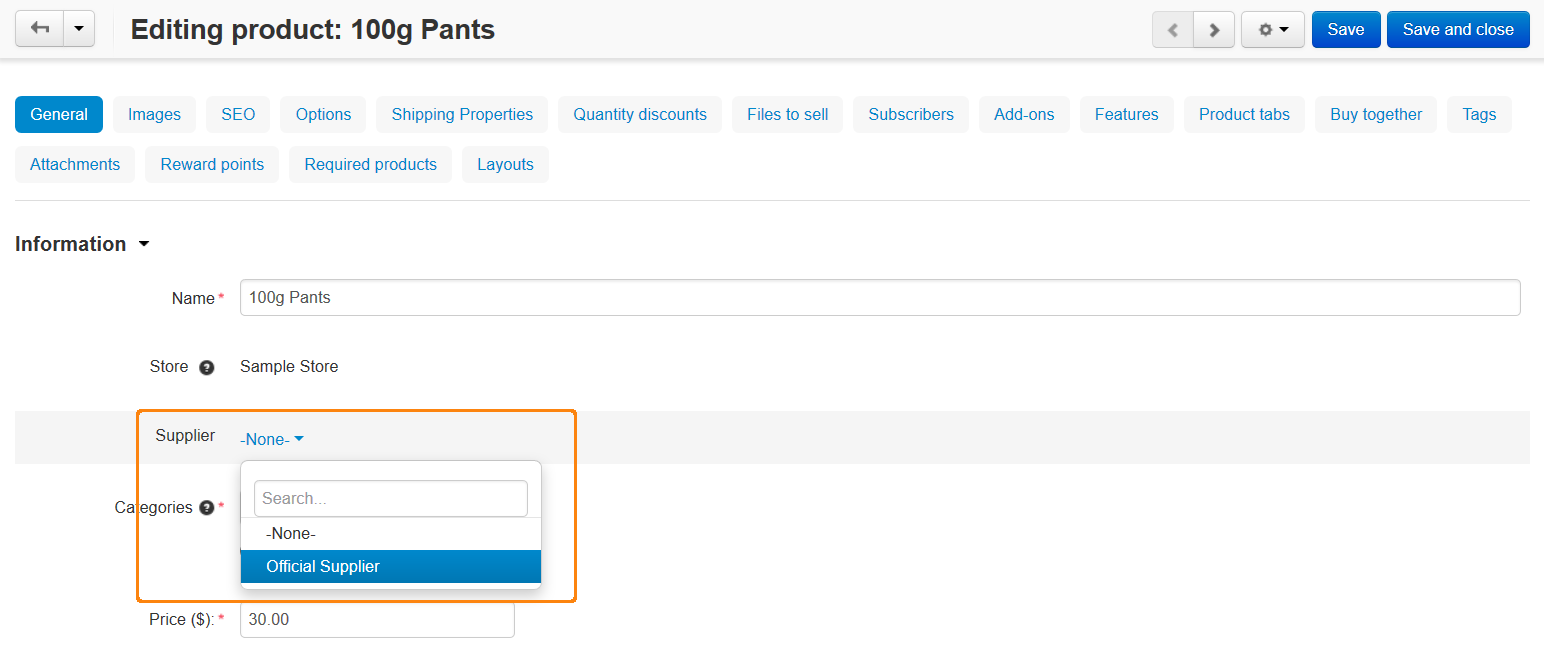 Editing product: 100g Pants
Save
Save and close
General Images SEO Options Shipping Properties Quantity discounts Files to sell Subscribers Add-ons Features Product tabs Buy together Tags
Attachments Reward points Required products Layouts
Information
Name* 100g Pants
Store ? Sample Store
Supplier -None-
Search...
Categories ? *
-None-
Official Supplier
Price ($): * 30.00